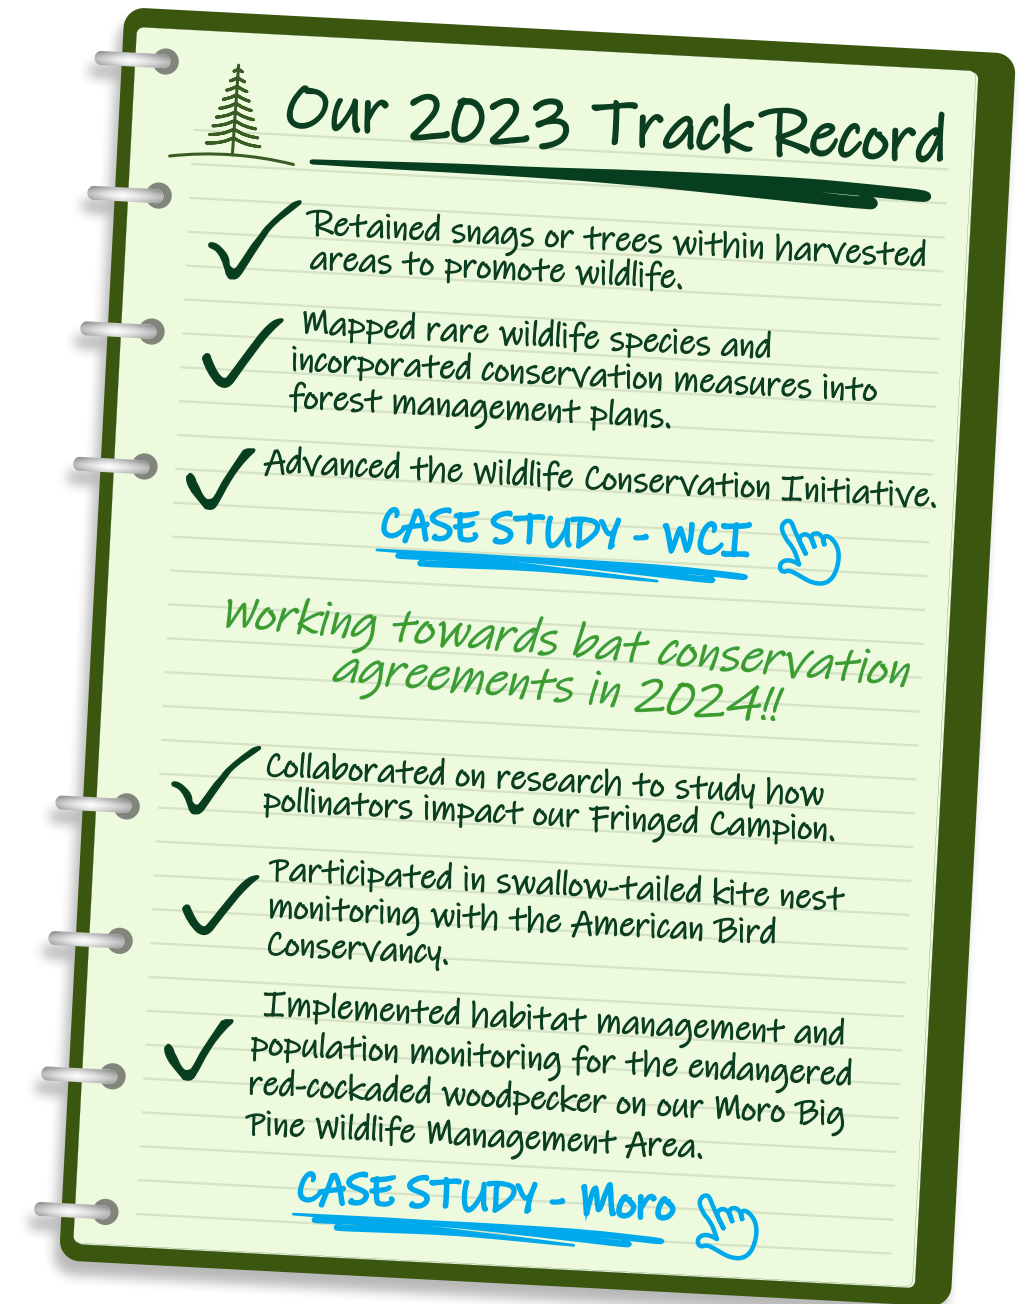 Our 2023 Track Record
Retained snags or trees within harvested
areas to promote wildlife.
Mapped rare wildlife species and
incorporated conservation measures into
forest management plans.
Advanced the Wildlife Conservation Initiative.
CASE STUDY - WCI
Working towards bat conservation
agreements in 2024!!
Collaborated on research to study how
pollinators impact our Fringed Campion.
Participated in swallow-tailed kite nest
monitoring with the American Bird
Conservancy.
Implemented habitat management and
population monitoring for the endangered
red-cockaded woodpecker on our Moro Big
Pine Wildlife Management Area.
CASE STUDY - Moro